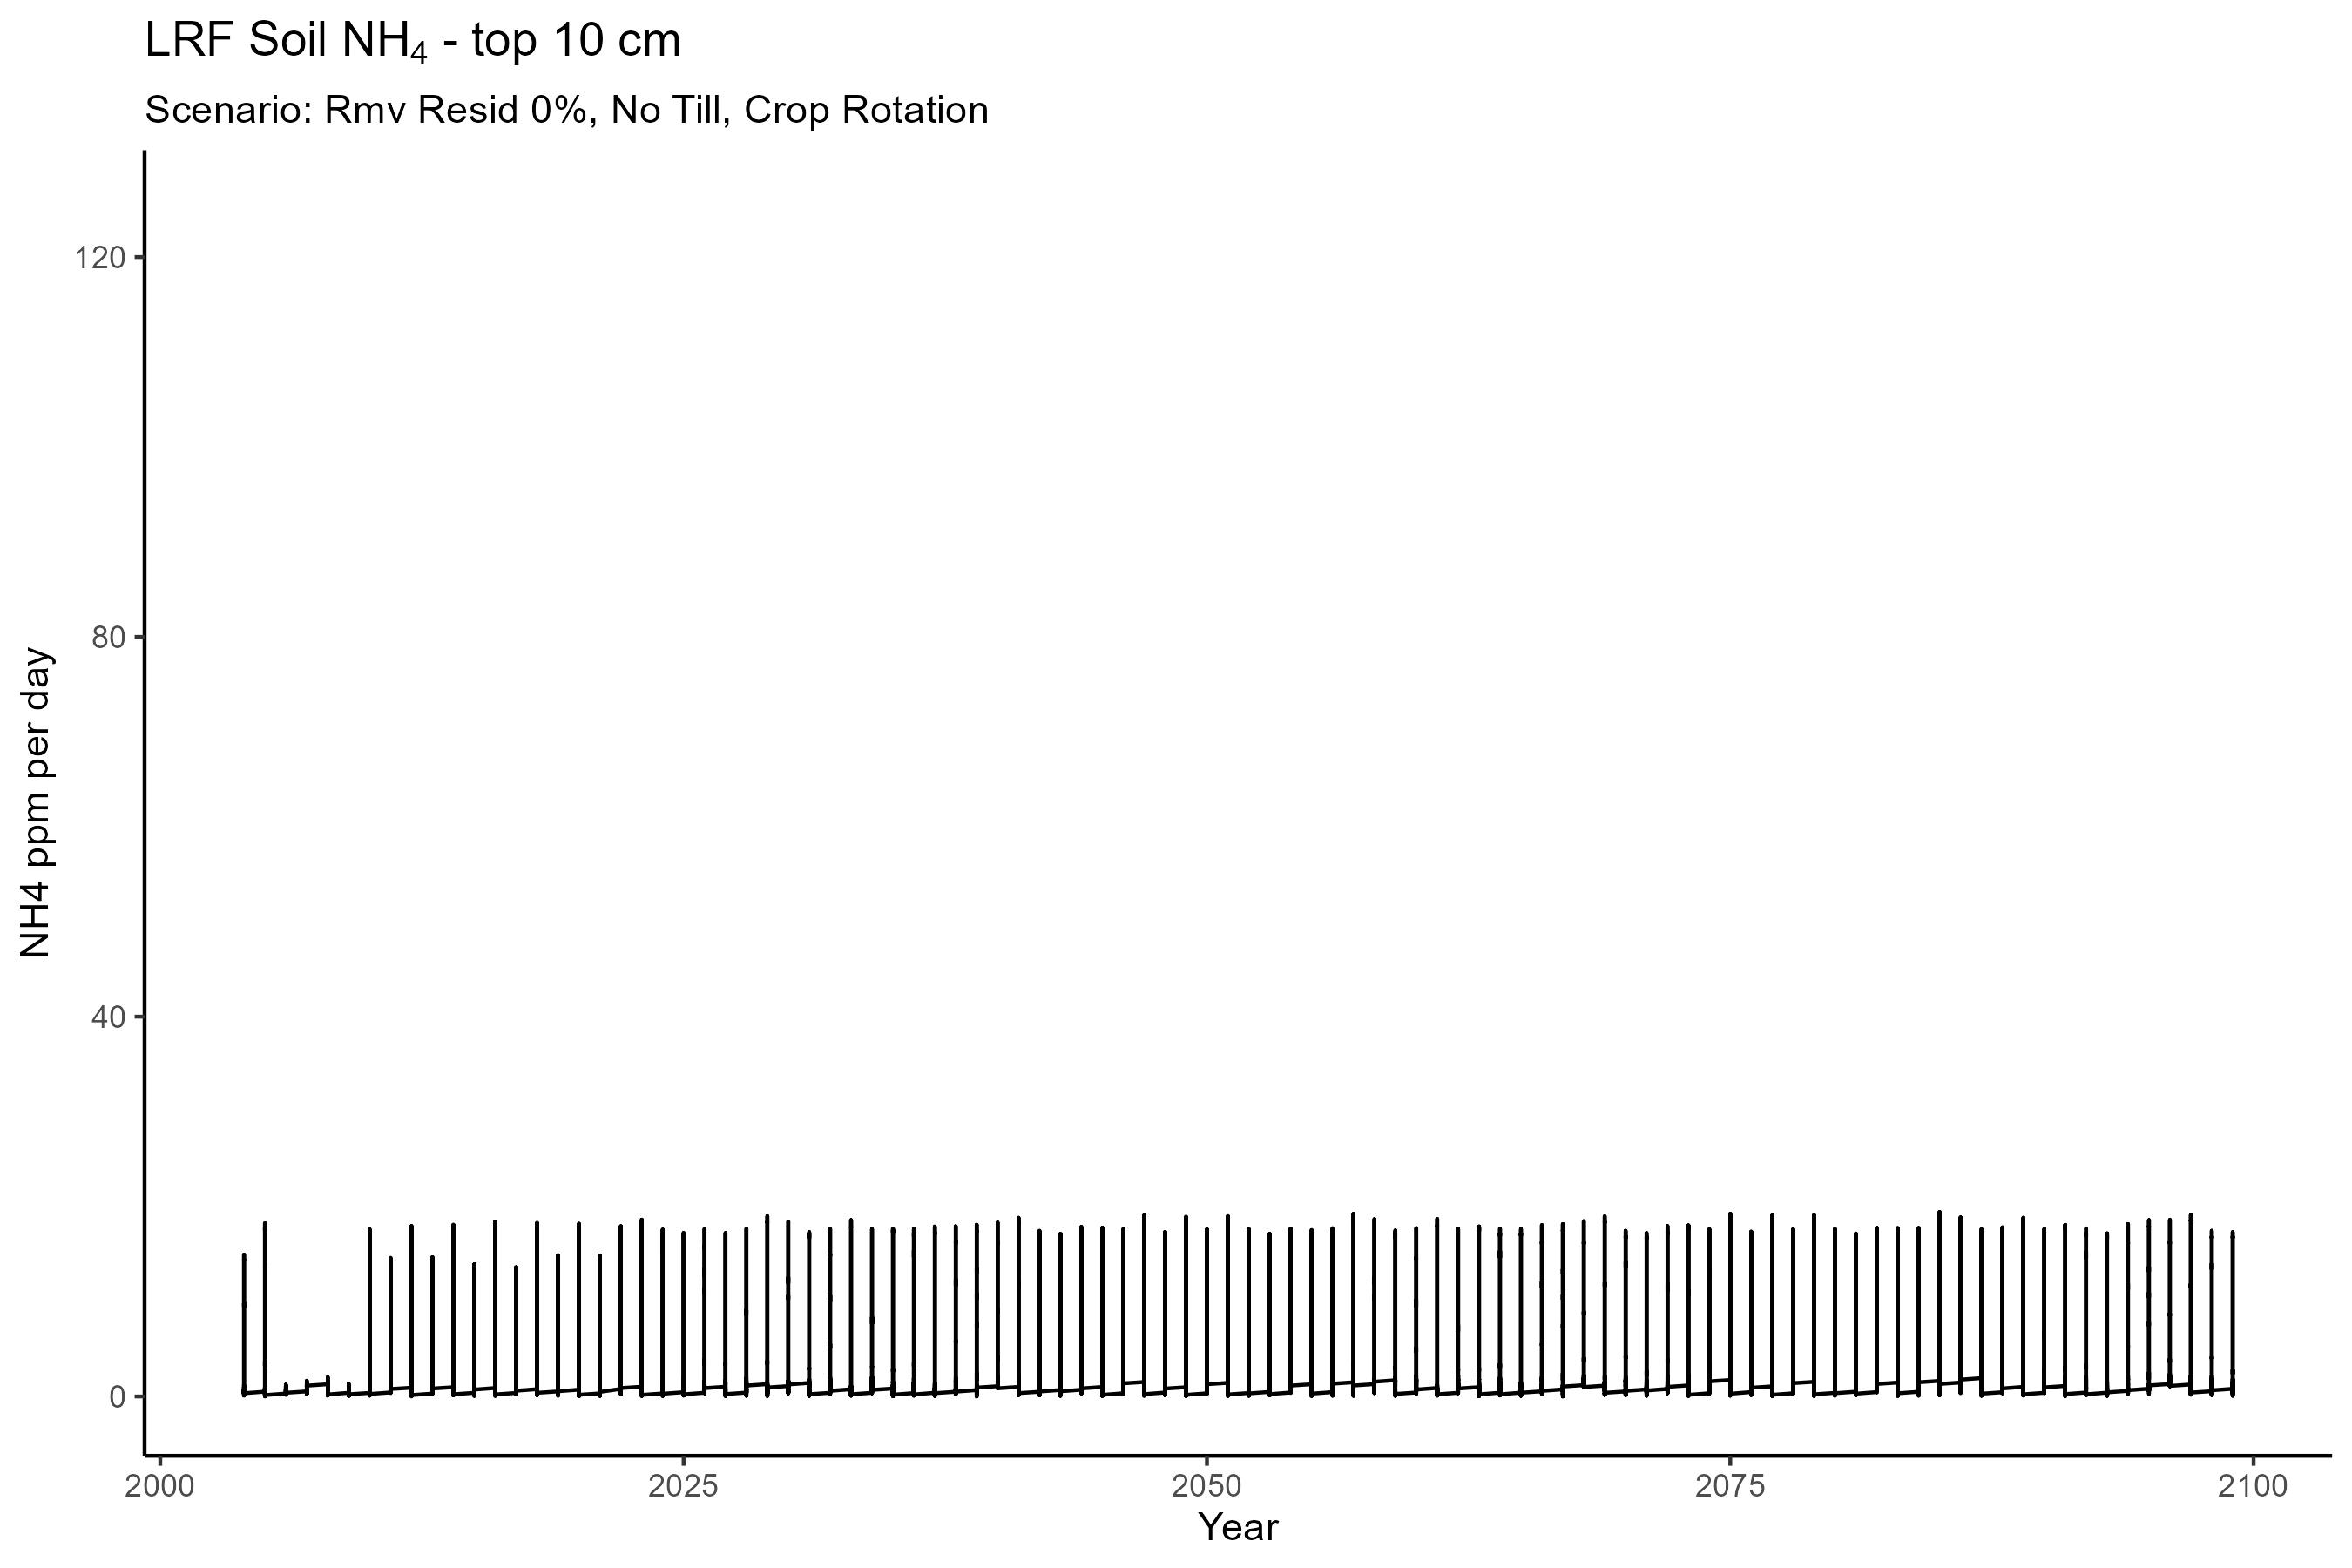 LRF Soil NH₄ - top 10 cm
Scenario: Rmv Resid 0%, No Till, Crop Rotation
120
80
40
0
NH4 ppm per day
2000 2025 2050 2075 2100
Year